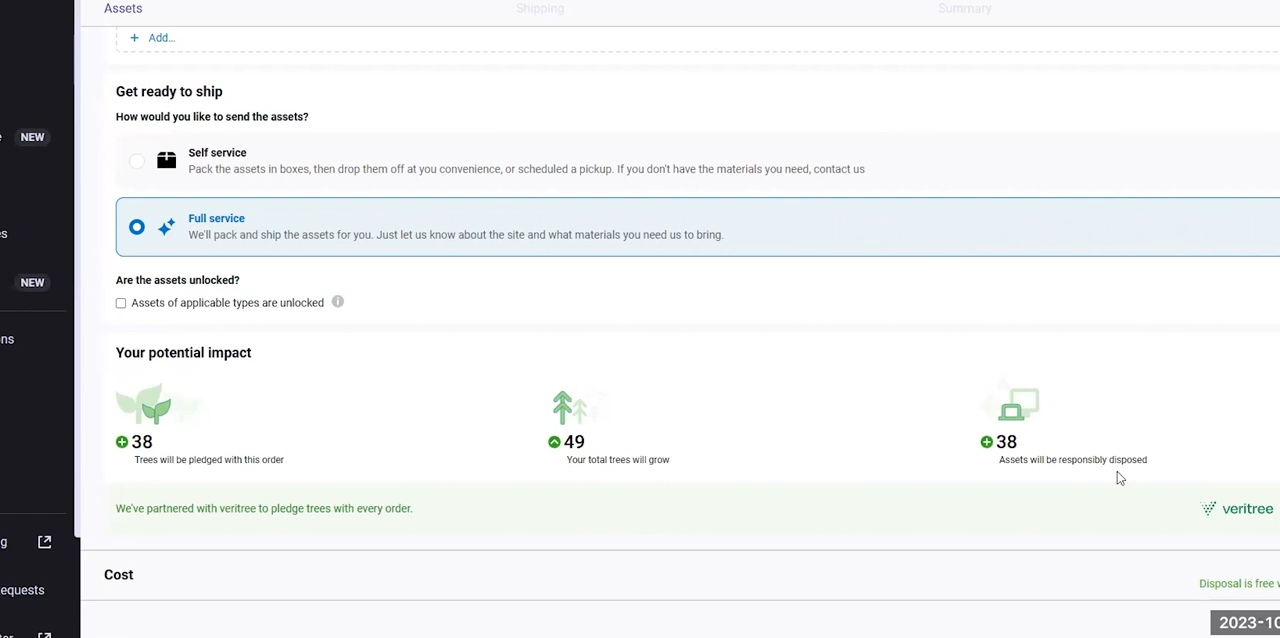 Assets
Shipping
Summary
+ Add...
Get ready to ship
How would you like to send the assets?
NEW
Self service
Pack the assets in boxes, then drop them off at you convenience, or scheduled a pickup. If you don't have the materials you need, contact us
Full service
We'll pack and ship the assets for you. Just let us know about the site and what materials you need us to bring.
Are the assets unlocked?
NEW
Assets of applicable types are unlocked
Your potential impact
38
49
38
Trees will be pledged with this order
Your total trees will grow
Assets will be responsibly disposed
We've partnered with veritree to pledge trees with every order.
veritree
Cost
Disposal is free
equests
2023-10